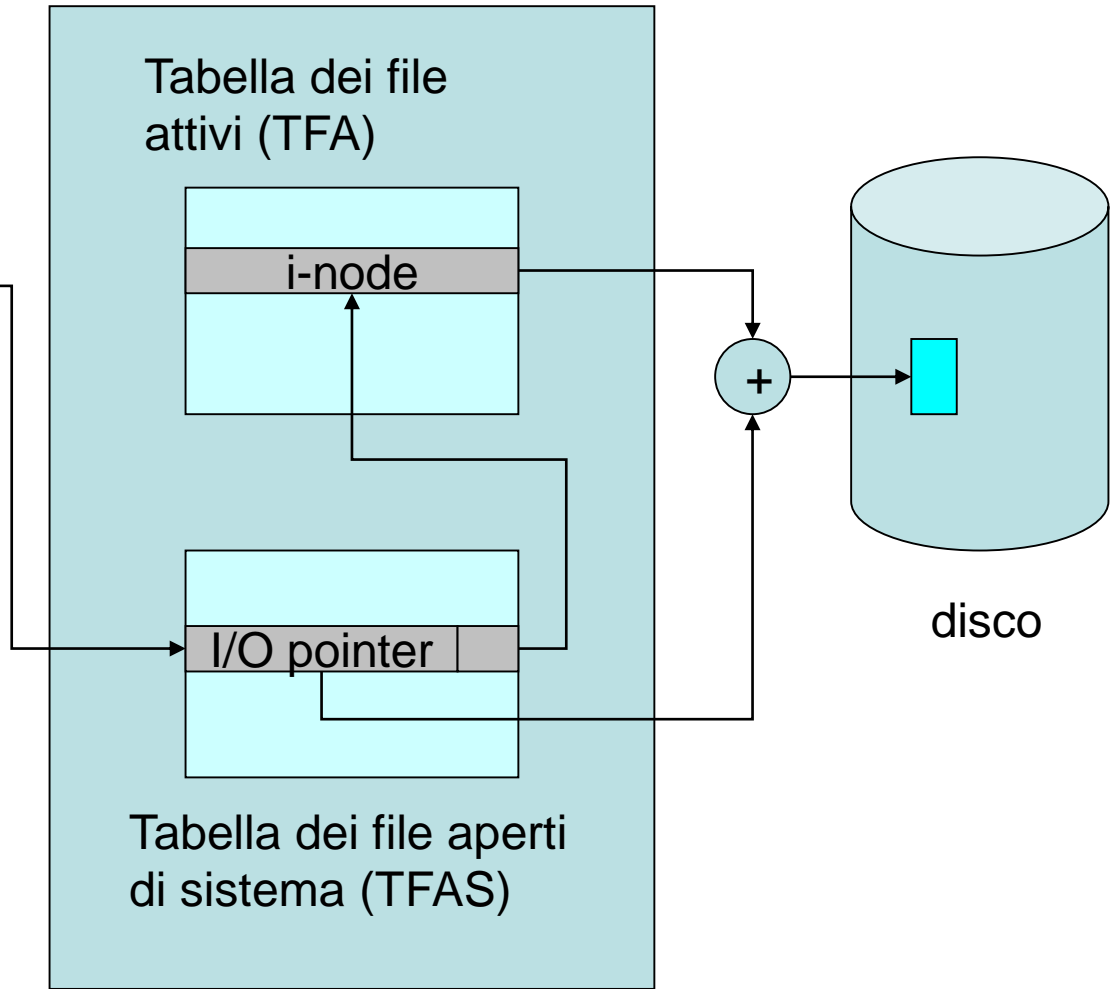 Tabella dei file
attivi (TFA)
i-node
+
I/O pointer
disco
Tabella dei file aperti
di sistema (TFAS)